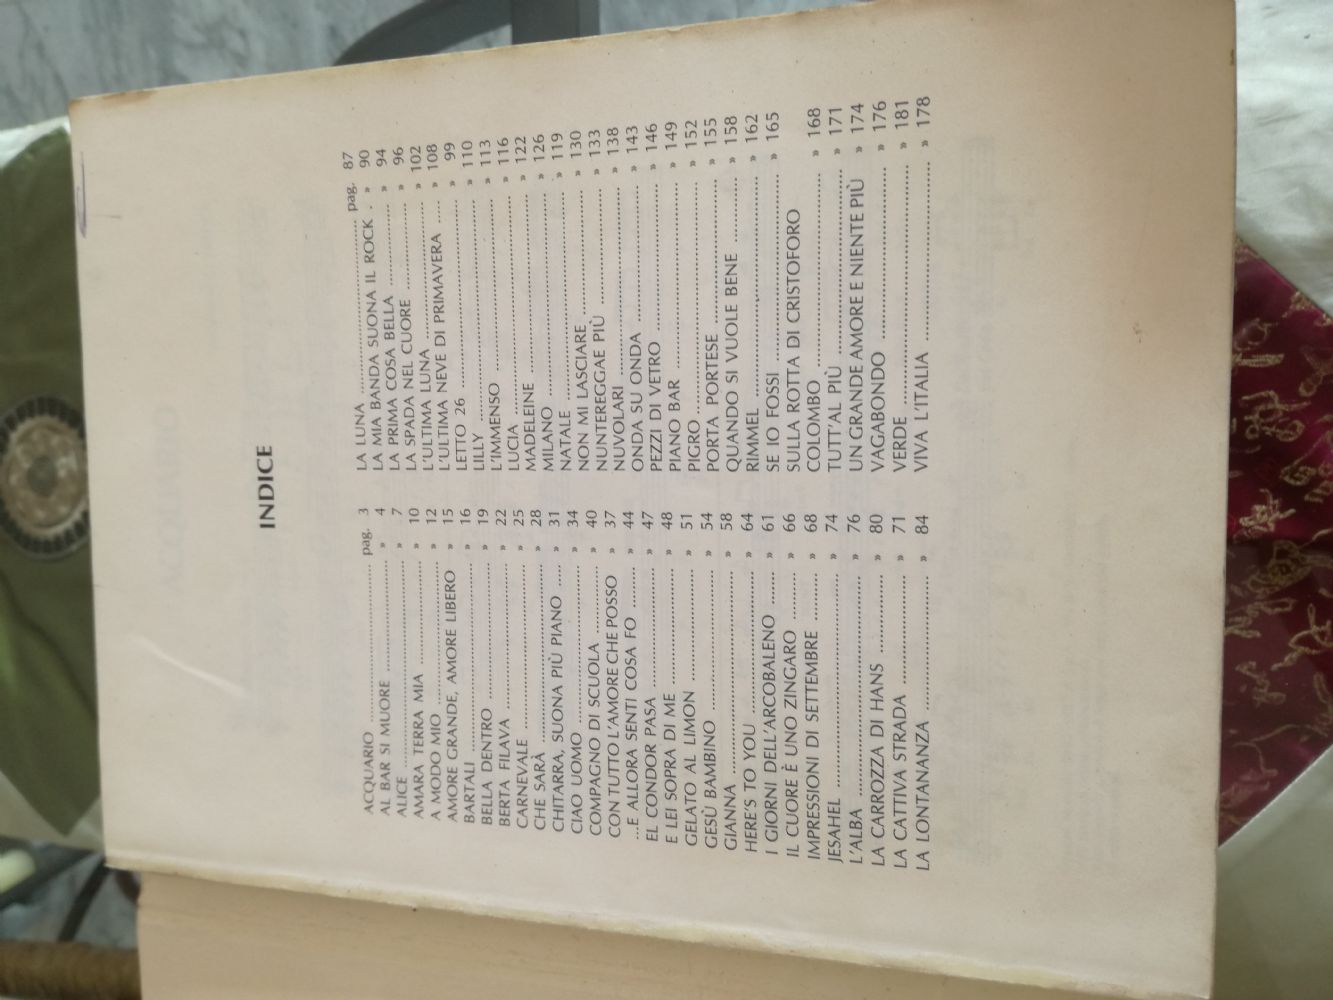 INDICE
ACQUARIO .............................. pag. 3
AL BAR SI MUORE .................... » 4
ALICE .................................... » 7
AMARA TERRA MIA .................. » 10
A MODO MIO .......................... » 12
AMORE GRANDE, AMORE LIBERO » 15
BARTALI ................................ » 16
BELLA DENTRO ........................ » 19
BERTA FILAVA .......................... » 22
CARNEVALE ............................ » 25
CHE SARÀ .............................. » 28
CHITARRA, SUONA PIÙ PIANO ..... » 31
CIAO UOMO ............................ » 34
COMPAGNO DI SCUOLA ............ » 40
CON TUTTO L'AMORE CHE POSSO » 37
...E ALLORA SENTI COSA FO ......... » 44
EL CONDOR PASA .................... » 47
E LEI SOPRA DI ME .................... » 48
GELATO AL LIMON .................... » 51
GESÙ BAMBINO ........................ » 54
GIANNA .................................. » 58
HERE'S TO YOU ........................ » 64
I GIORNI DELL'ARCOBALENO ....... » 61
IL CUORE È UNO ZINGARO ......... » 66
IMPRESSIONI DI SETTEMBRE ......... » 68
JESAHEL .................................. » 74
L'ALBA .................................... » 76
LA CARROZZA DI HANS .............. » 80
LA CATTIVA STRADA .................. » 71
LA LONTANANZA ...................... » 84
LA LUNA ................................ pag. 87
LA MIA BANDA SUONA IL ROCK . » 90
LA PRIMA COSA BELLA .............. » 94
LA SPADA NEL CUORE .............. » 96
L'ULTIMA LUNA ........................ » 102
L'ULTIMA NEVE DI PRIMAVERA ..... » 108
LETTO 26 ................................ » 99
LILLY ...................................... » 110
L'IMMENSO .............................. » 113
LUCIA .................................... » 116
MADELEINE .............................. » 122
MILANO .................................. » 126
NATALE .................................. » 119
NON MI LASCIARE .................... » 130
NUNTEREGGAE PIÙ .................. » 133
NUVOLARI .............................. » 138
ONDA SU ONDA ...................... » 143
PEZZI DI VETRO ........................ » 146
PIANO BAR .............................. » 149
PIGRO .................................... » 152
PORTA PORTESE ...................... » 155
QUANDO SI VUOLE BENE .......... » 158
RIMMEL .................................. » 162
SE IO FOSSI ............................ » 165
SULLA ROTTA DI CRISTOFORO
COLOMBO .............................. » 168
TUTT'AL PIÙ ............................ » 171
UN GRANDE AMORE E NIENTE PIÙ » 174
VAGABONDO .......................... » 176
VERDE .................................... » 181
VIVA L'ITALIA .......................... » 178